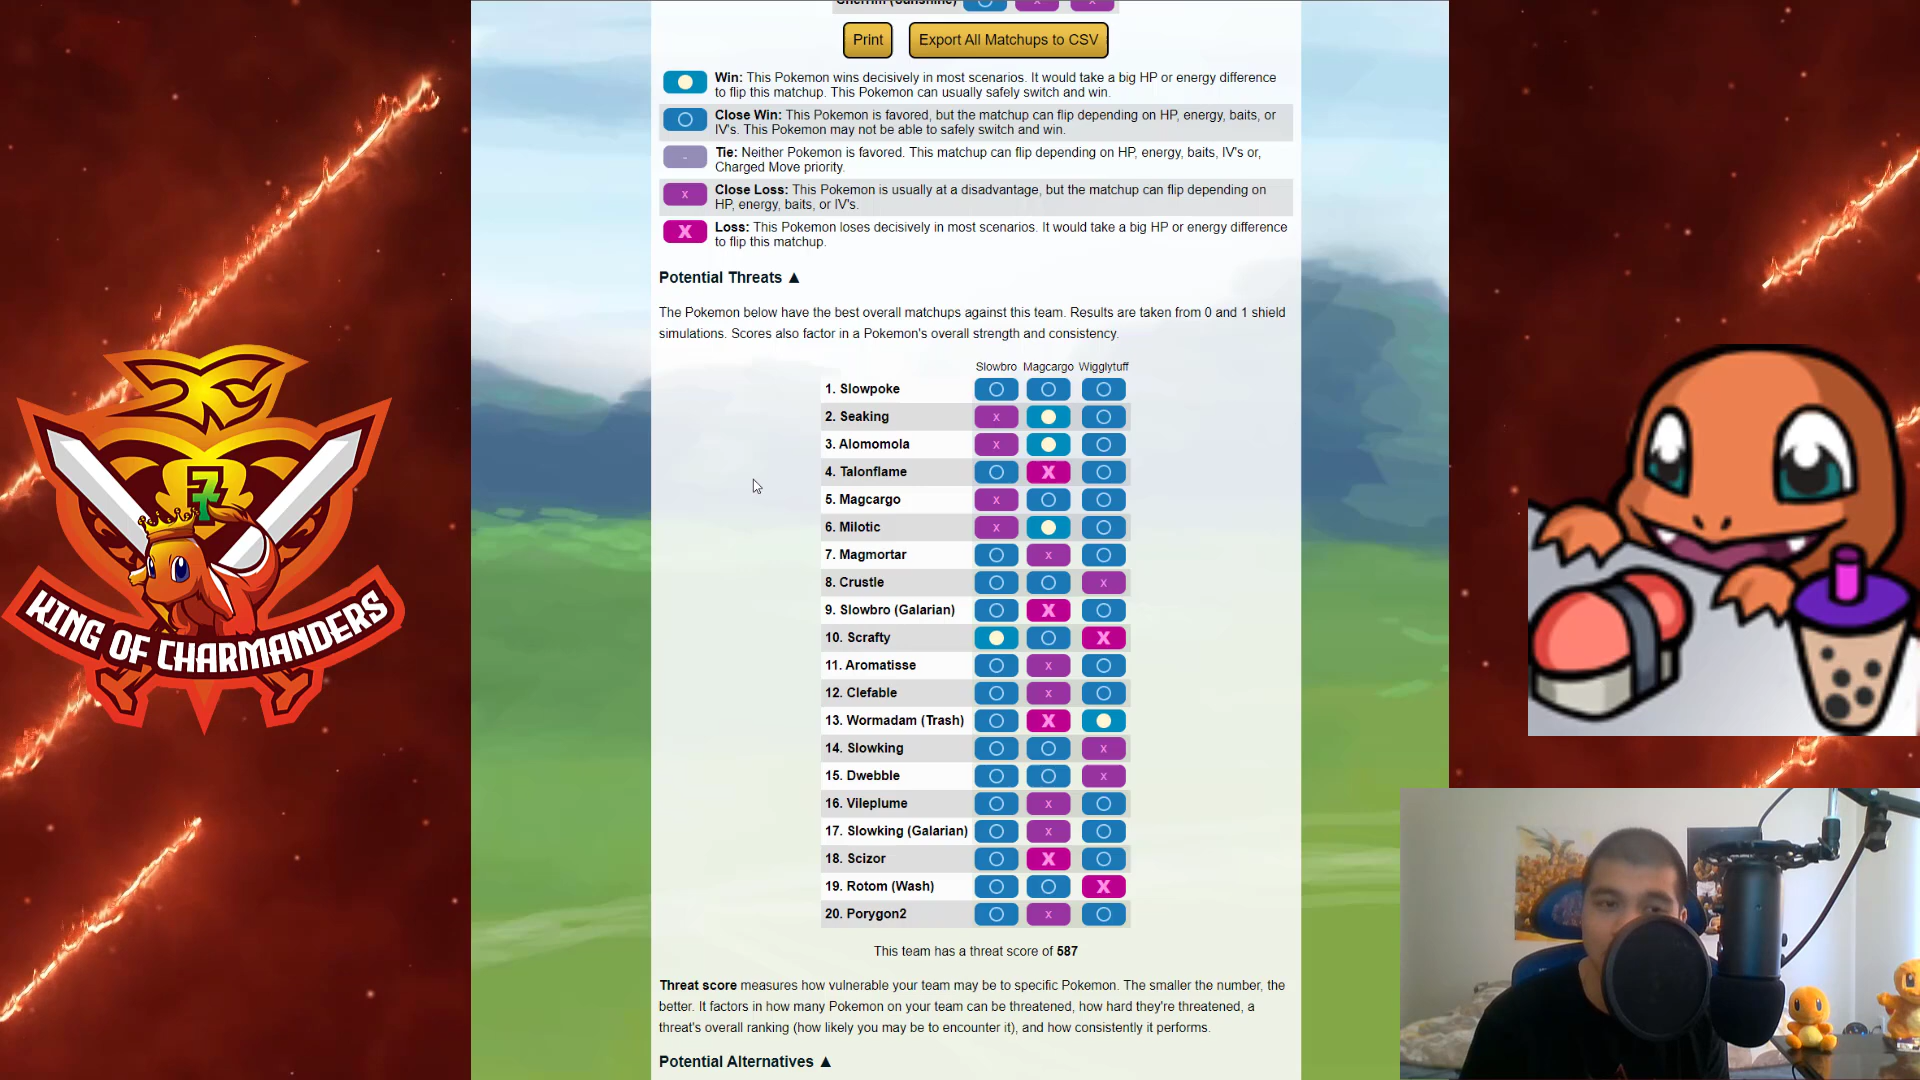 Cherrim (Sunshine)
Print
Export All Matchups to CSV
Win: This Pokemon wins decisively in most scenarios. It would take a big HP or energy difference
to flip this matchup. This Pokemon can usually safely switch and win.
Close Win: This Pokemon is favored, but the matchup can flip depending on HP, energy, baits, or
IV's. This Pokemon may not be able to safely switch and win.
Tie: Neither Pokemon is favored. This matchup can flip depending on HP, energy, baits, IV's or,
Charged Move priority.
Close Loss: This Pokemon is usually at a disadvantage, but the matchup can flip depending on
HP, energy, baits, or IV's.
Loss: This Pokemon loses decisively in most scenarios. It would take a big HP or energy difference
to flip this matchup.
Potential Threats ▲
The Pokemon below have the best overall matchups against this team. Results are taken from 0 and 1 shield
simulations. Scores also factor in a Pokemon's overall strength and consistency.
Slowbro Magcargo Wigglytuff
1. Slowpoke
2. Seaking
3. Alomomola
4. Talonflame
5. Magcargo
6. Milotic
7. Magmortar
8. Crustle
9. Slowbro (Galarian)
10. Scrafty
11. Aromatisse
12. Clefable
13. Wormadam (Trash)
14. Slowking
15. Dwebble
16. Vileplume
17. Slowking (Galarian)
18. Scizor
19. Rotom (Wash)
20. Porygon2
This team has a threat score of 587
Threat score measures how vulnerable your team may be to specific Pokemon. The smaller the number, the
better. It factors in how many Pokemon on your team can be threatened, how hard they're threatened, a
threat's overall ranking (how likely you may be to encounter it), and how consistently it performs.
Potential Alternatives ▲
7
KING OF CHARMANDERS